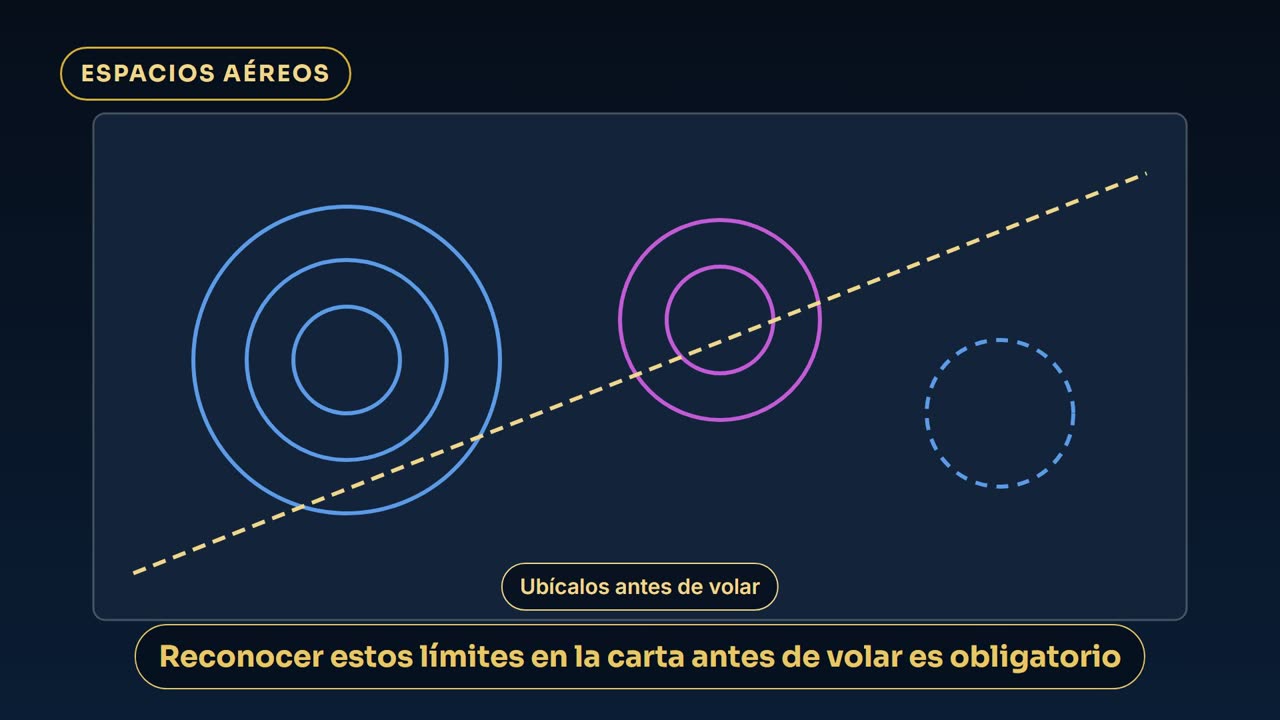 ESPACIOS AÉREOS
Ubícalos antes de volar
Reconocer estos límites en la carta antes de volar es obligatorio